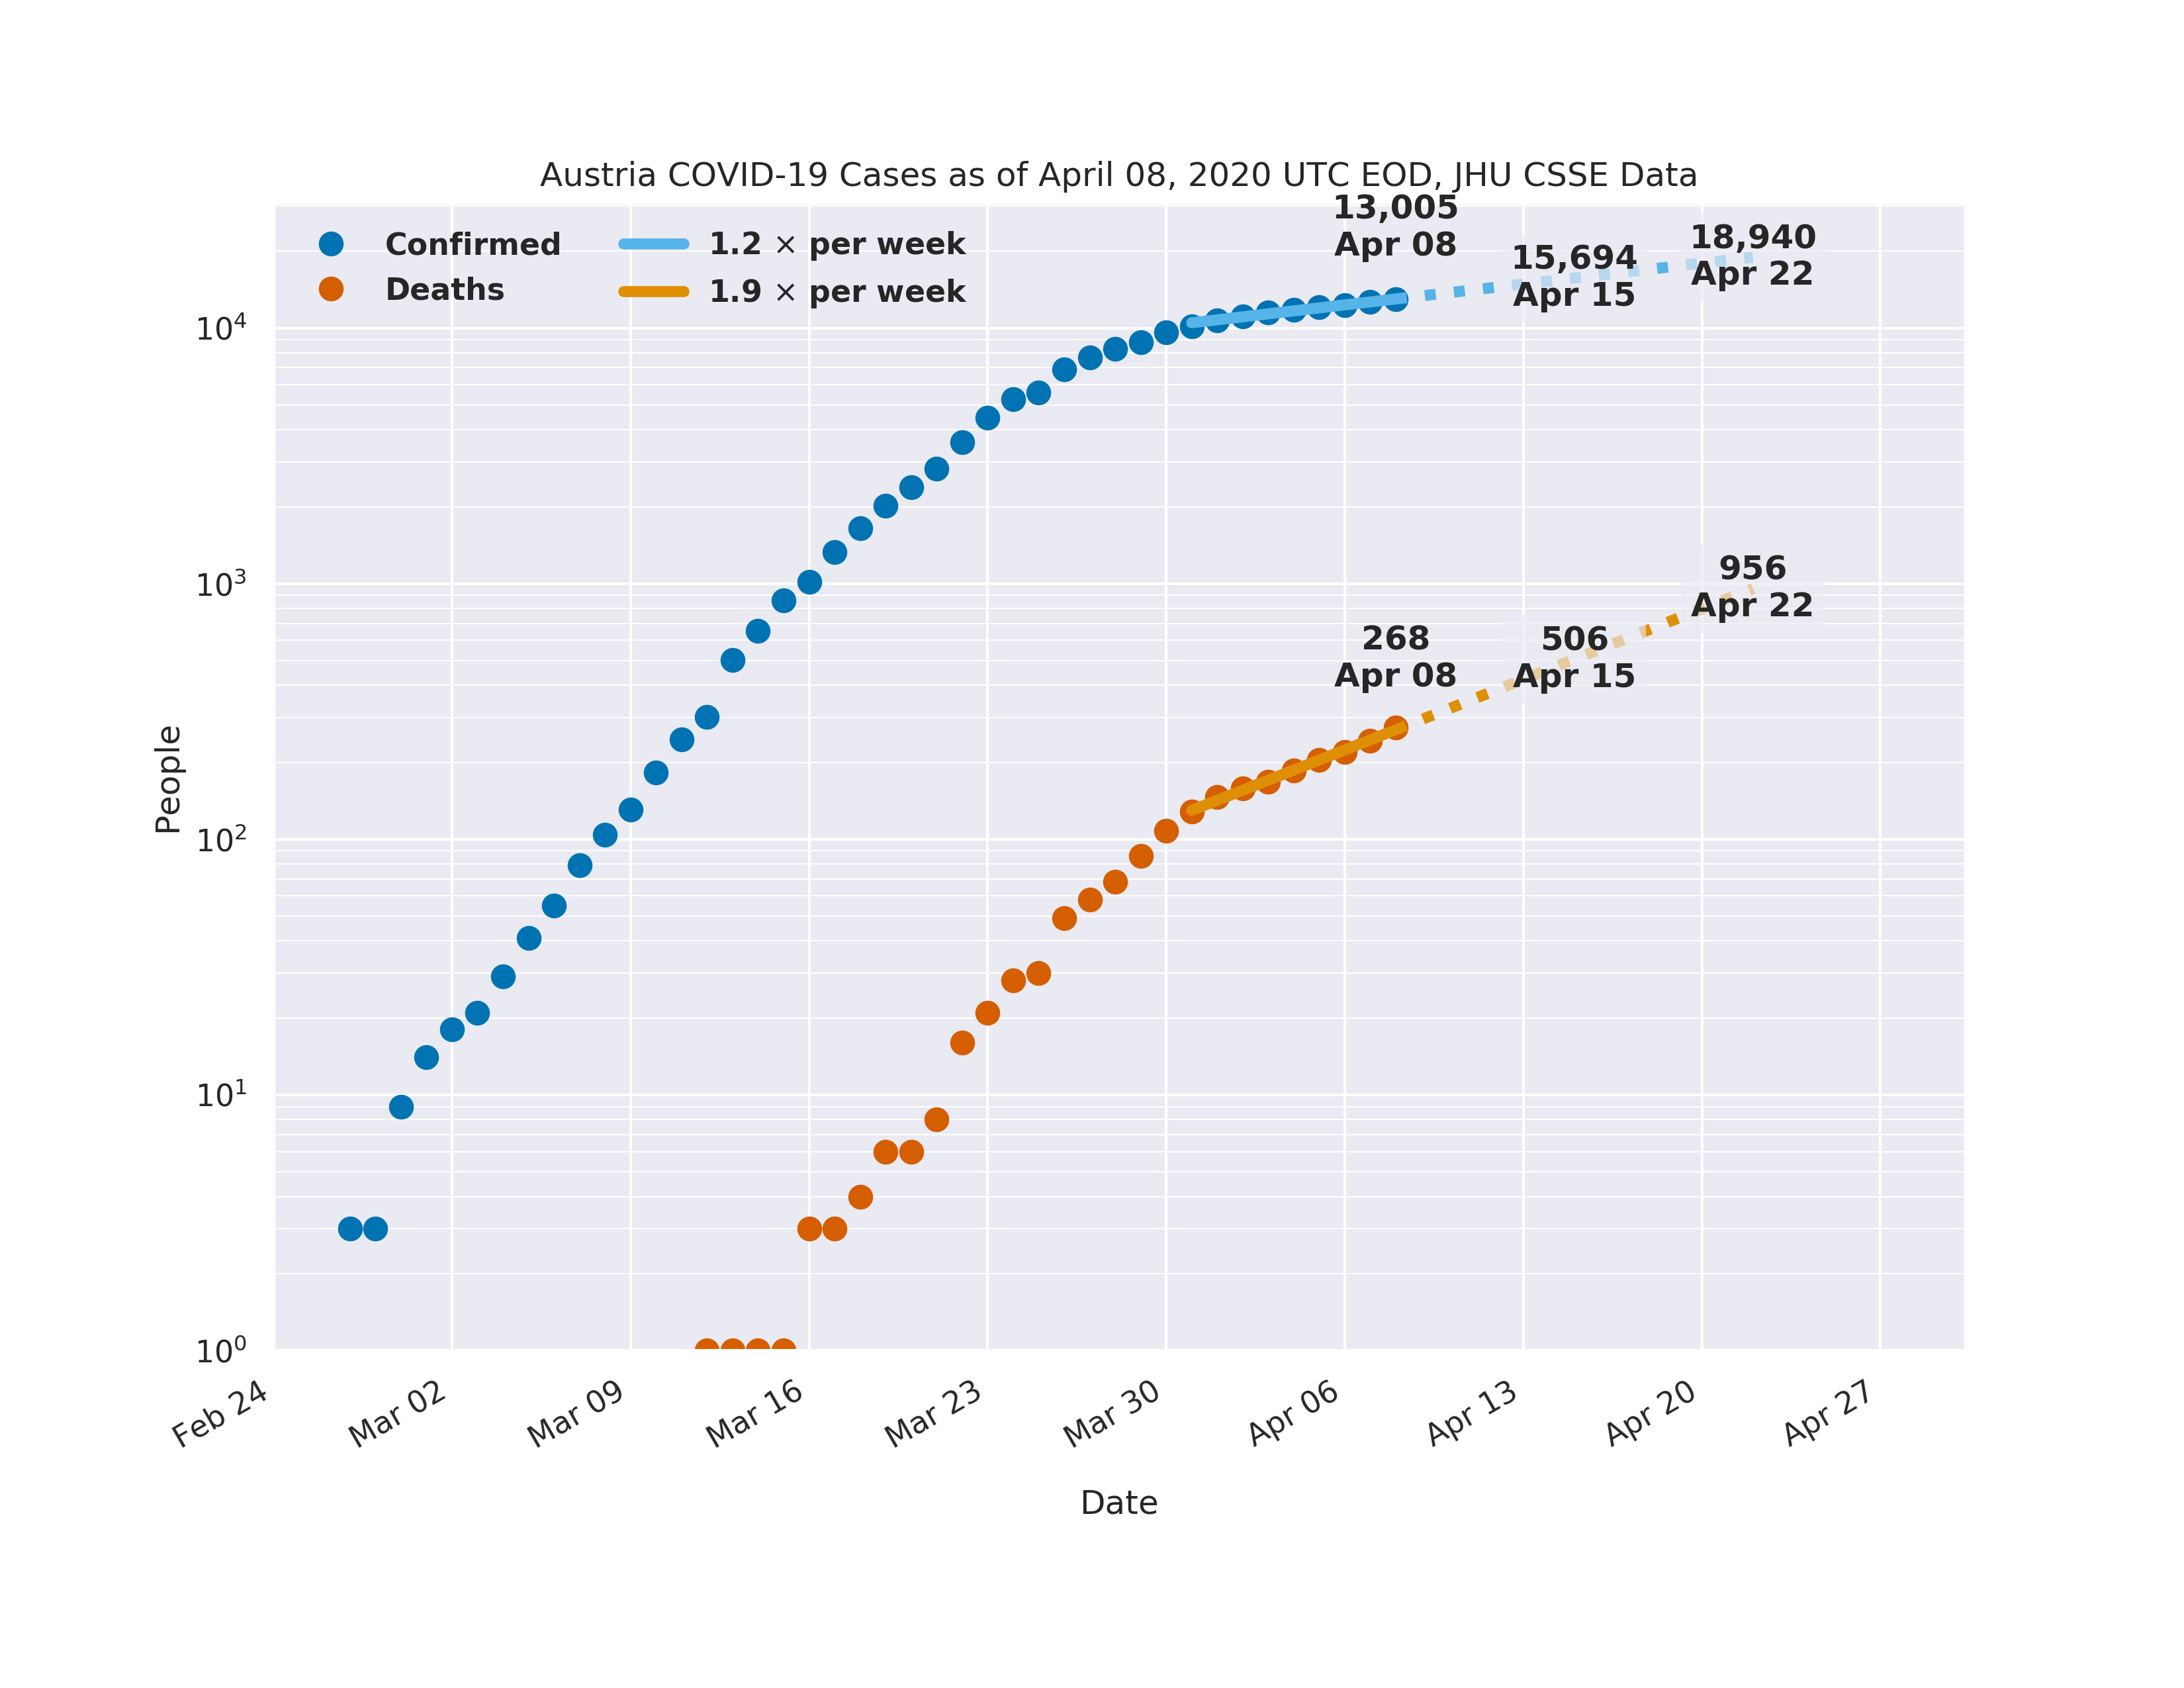 Austria COVID-19 Cases as of April 08, 2020 UTC EOD, JHU CSSE Data
Confirmed
Deaths
1.2 × per week
1.9 × per week
13,005
Apr 08
15,694
Apr 15
18,940
Apr 22
268
Apr 08
506
Apr 15
956
Apr 22
People
10⁴
10³
10²
10¹
10⁰
Feb 24
Mar 02
Mar 09
Mar 16
Mar 23
Mar 30
Apr 06
Apr 13
Apr 20
Apr 27
Date